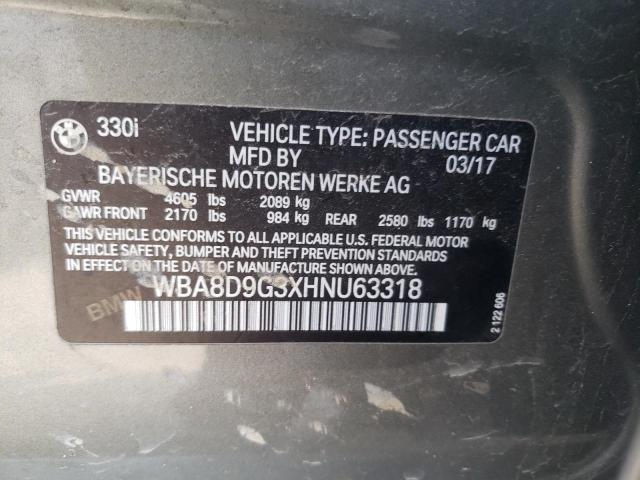 330i
VEHICLE TYPE: PASSENGER CAR
MFD BY 03/17
BAYERISCHE MOTOREN WERKE AG
GVWR 4605 lbs 2089 kg
GAWR FRONT 2170 lbs 984 kg REAR 2580 lbs 1170 kg
THIS VEHICLE CONFORMS TO ALL APPLICABLE U.S. FEDERAL MOTOR
VEHICLE SAFETY, BUMPER AND THEFT PREVENTION STANDARDS
IN EFFECT ON THE DATE OF MANUFACTURE SHOWN ABOVE.
WBA8D9G3XHNU63318
BMW
2 122 606